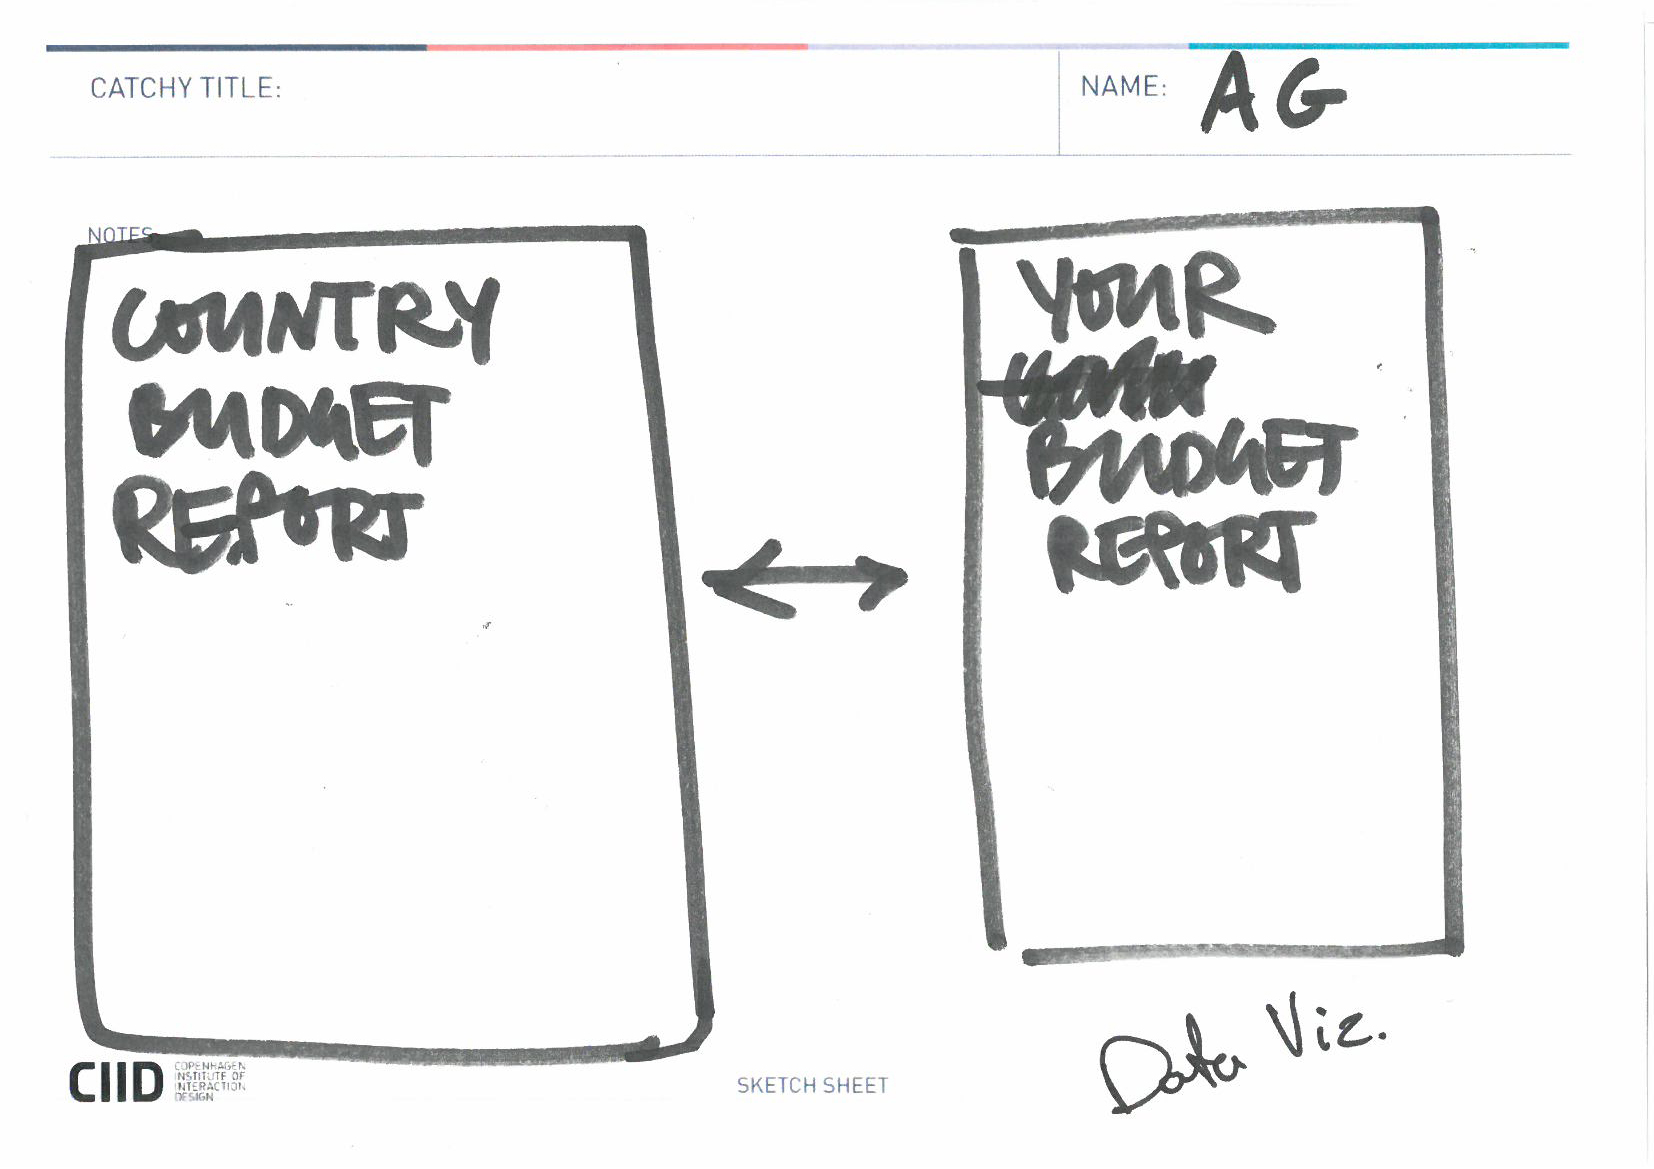 CATCHY TITLE:
NAME: AG
NOTES
COUNTRY
BUDGET
REPORT
YOUR
BUDGET
REPORT
Data Viz.
CIID
COPENHAGEN
INSTITUTE OF
INTERACTION
DESIGN
SKETCH SHEET